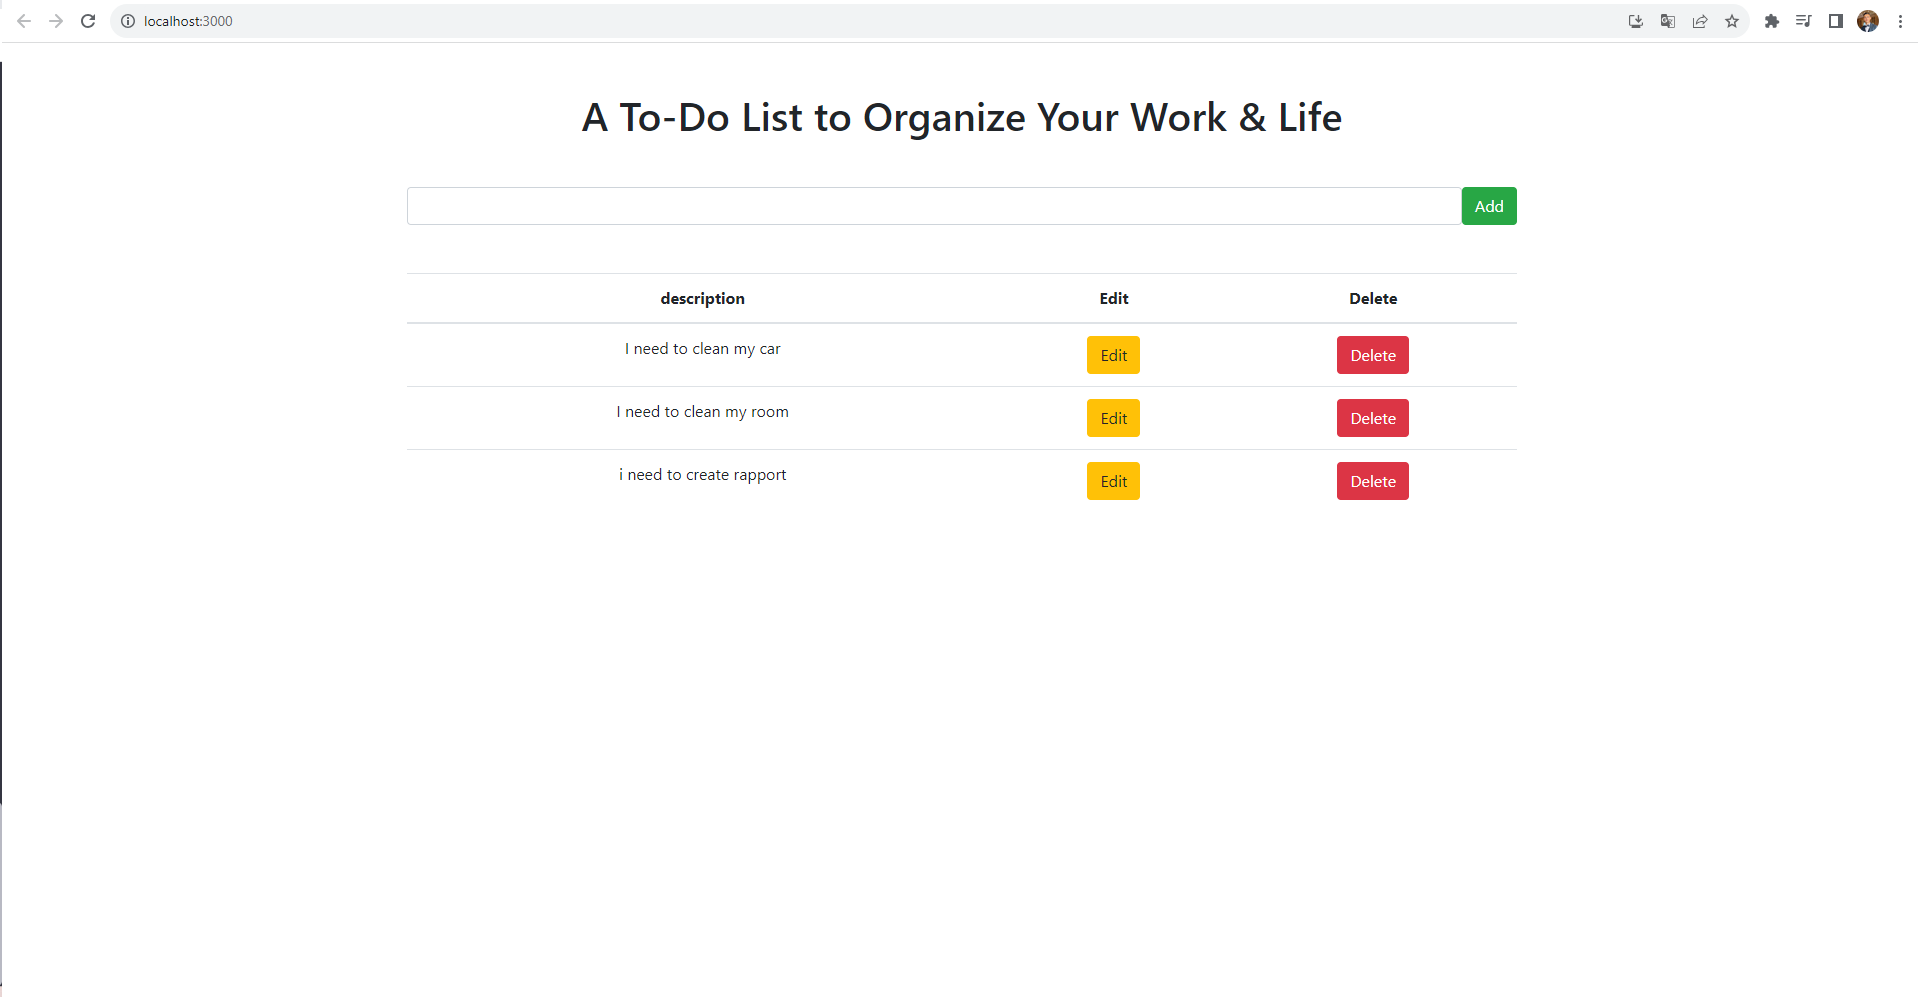 localhost:3000
A To-Do List to Organize Your Work & Life
Add
description Edit Delete
I need to clean my car Edit Delete
I need to clean my room Edit Delete
i need to create rapport Edit Delete